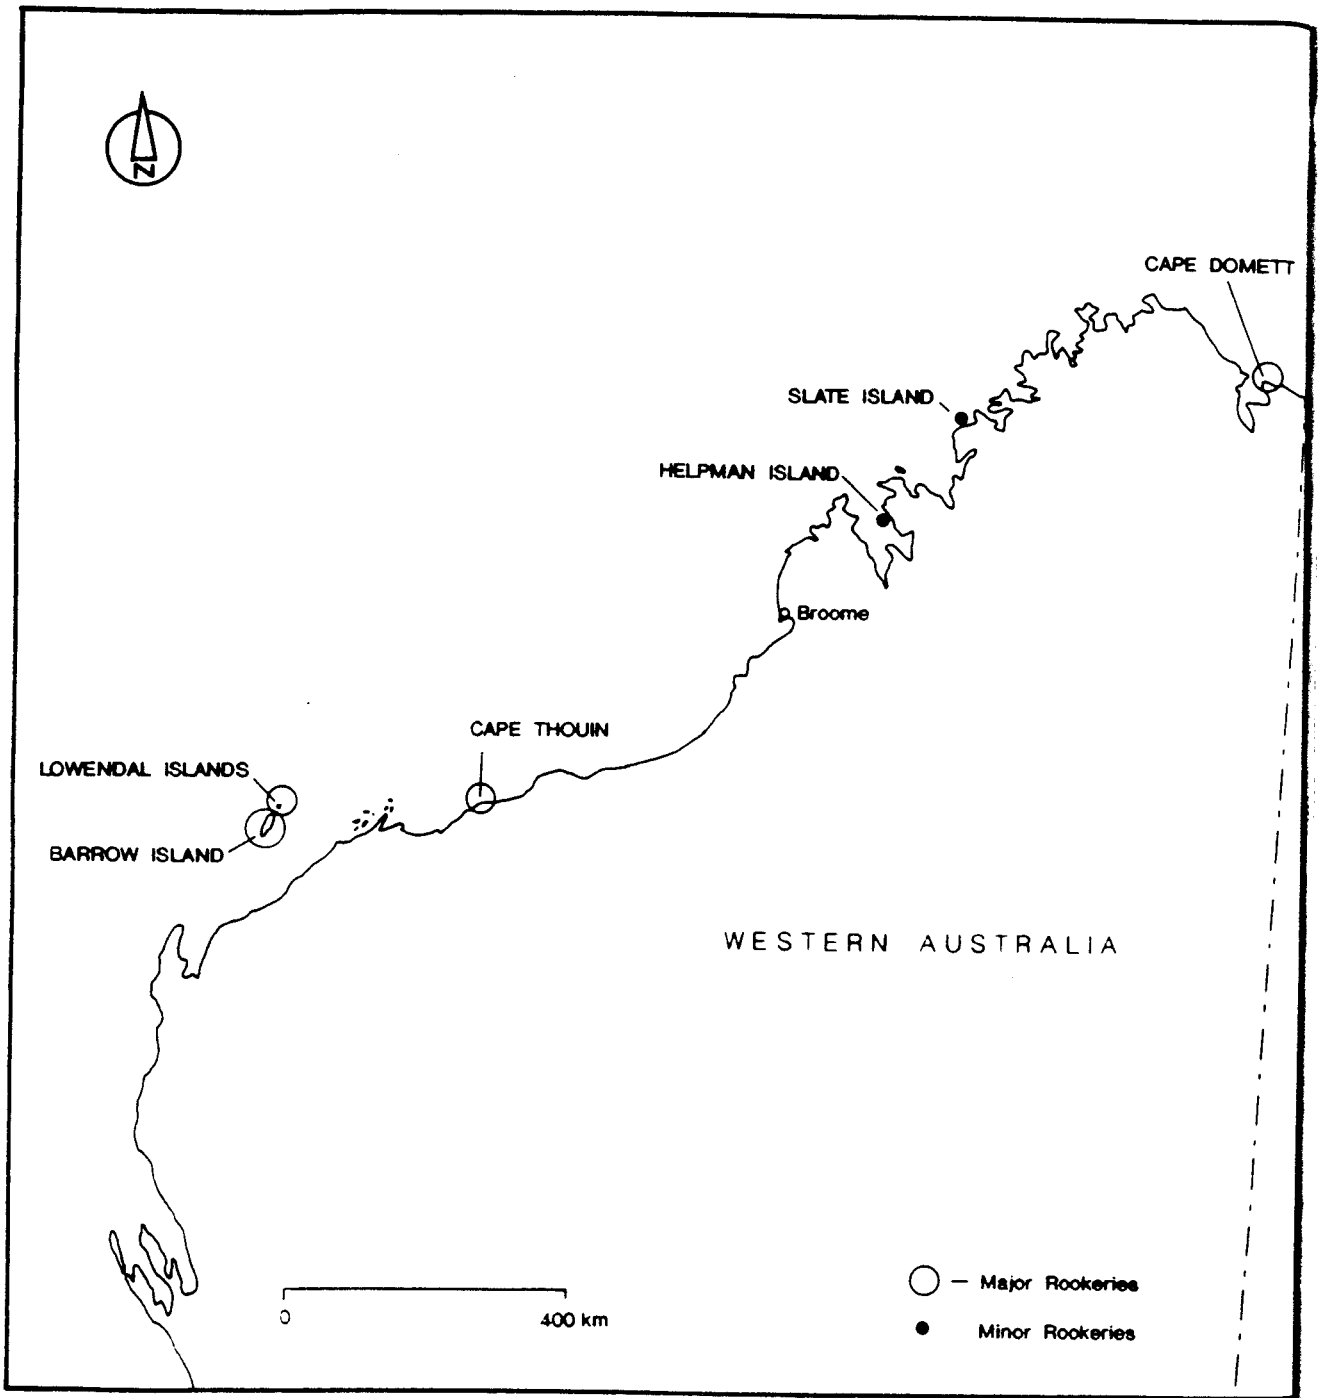 N
CAPE DOMETT
SLATE ISLAND
HELPMAN ISLAND
Broome
CAPE THOUIN
LOWENDAL ISLANDS
BARROW ISLAND
WESTERN AUSTRALIA
Major Rookeries
0
400 km
Minor Rookeries